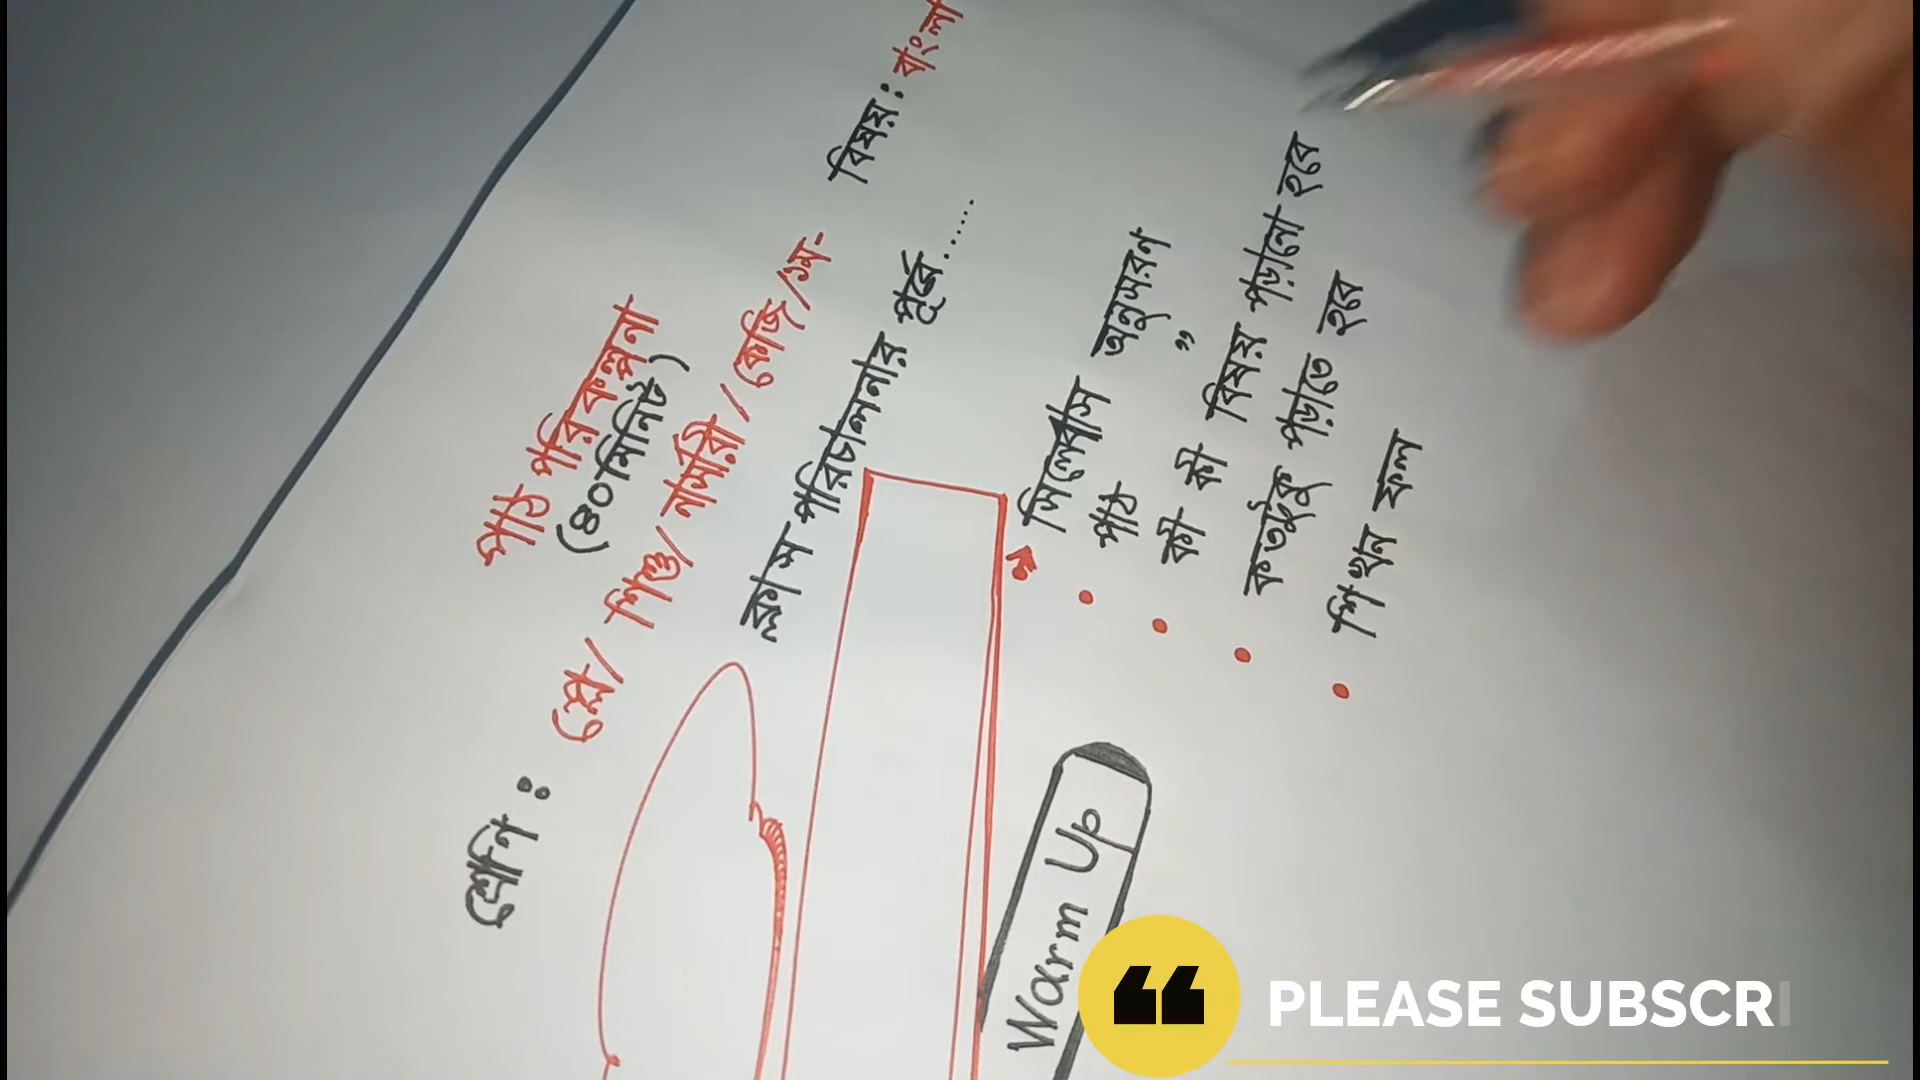 পাঠ পরিকল্পনা
(৪০মিনিট)
শ্রেণি : প্লে/ শিশু/ নার্সারী / কেজি /১ম- বিষয় : বাংলা
ক্লাস পরিচালনার পূর্বে......
সিলেবাস অনুসরণ
পাঠ "
কী কী বিষয় পড়ানো হবে
কতটুকু পড়াতে হবে
শিখন ফল
Warm Up
PLEASE SUBSCRI